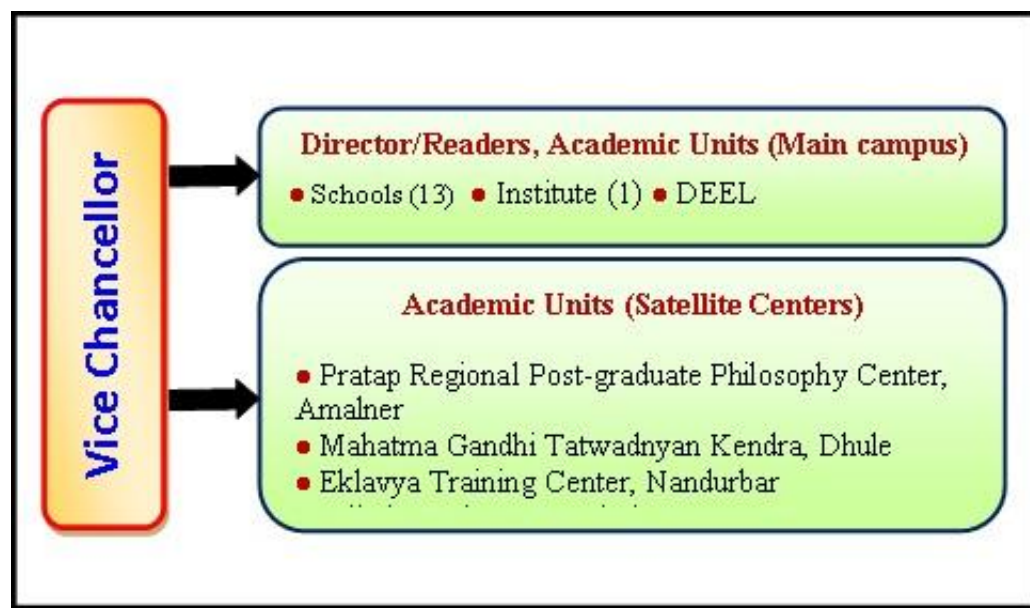 Vice Chancellor
Director/Readers, Academic Units (Main campus)
● Schools (13) ● Institute (1) ● DEEL
Academic Units (Satellite Centers)
● Pratap Regional Post-graduate Philosophy Center,
Amalner
● Mahatma Gandhi Tatwadnyan Kendra, Dhule
● Eklavya Training Center, Nandurbar